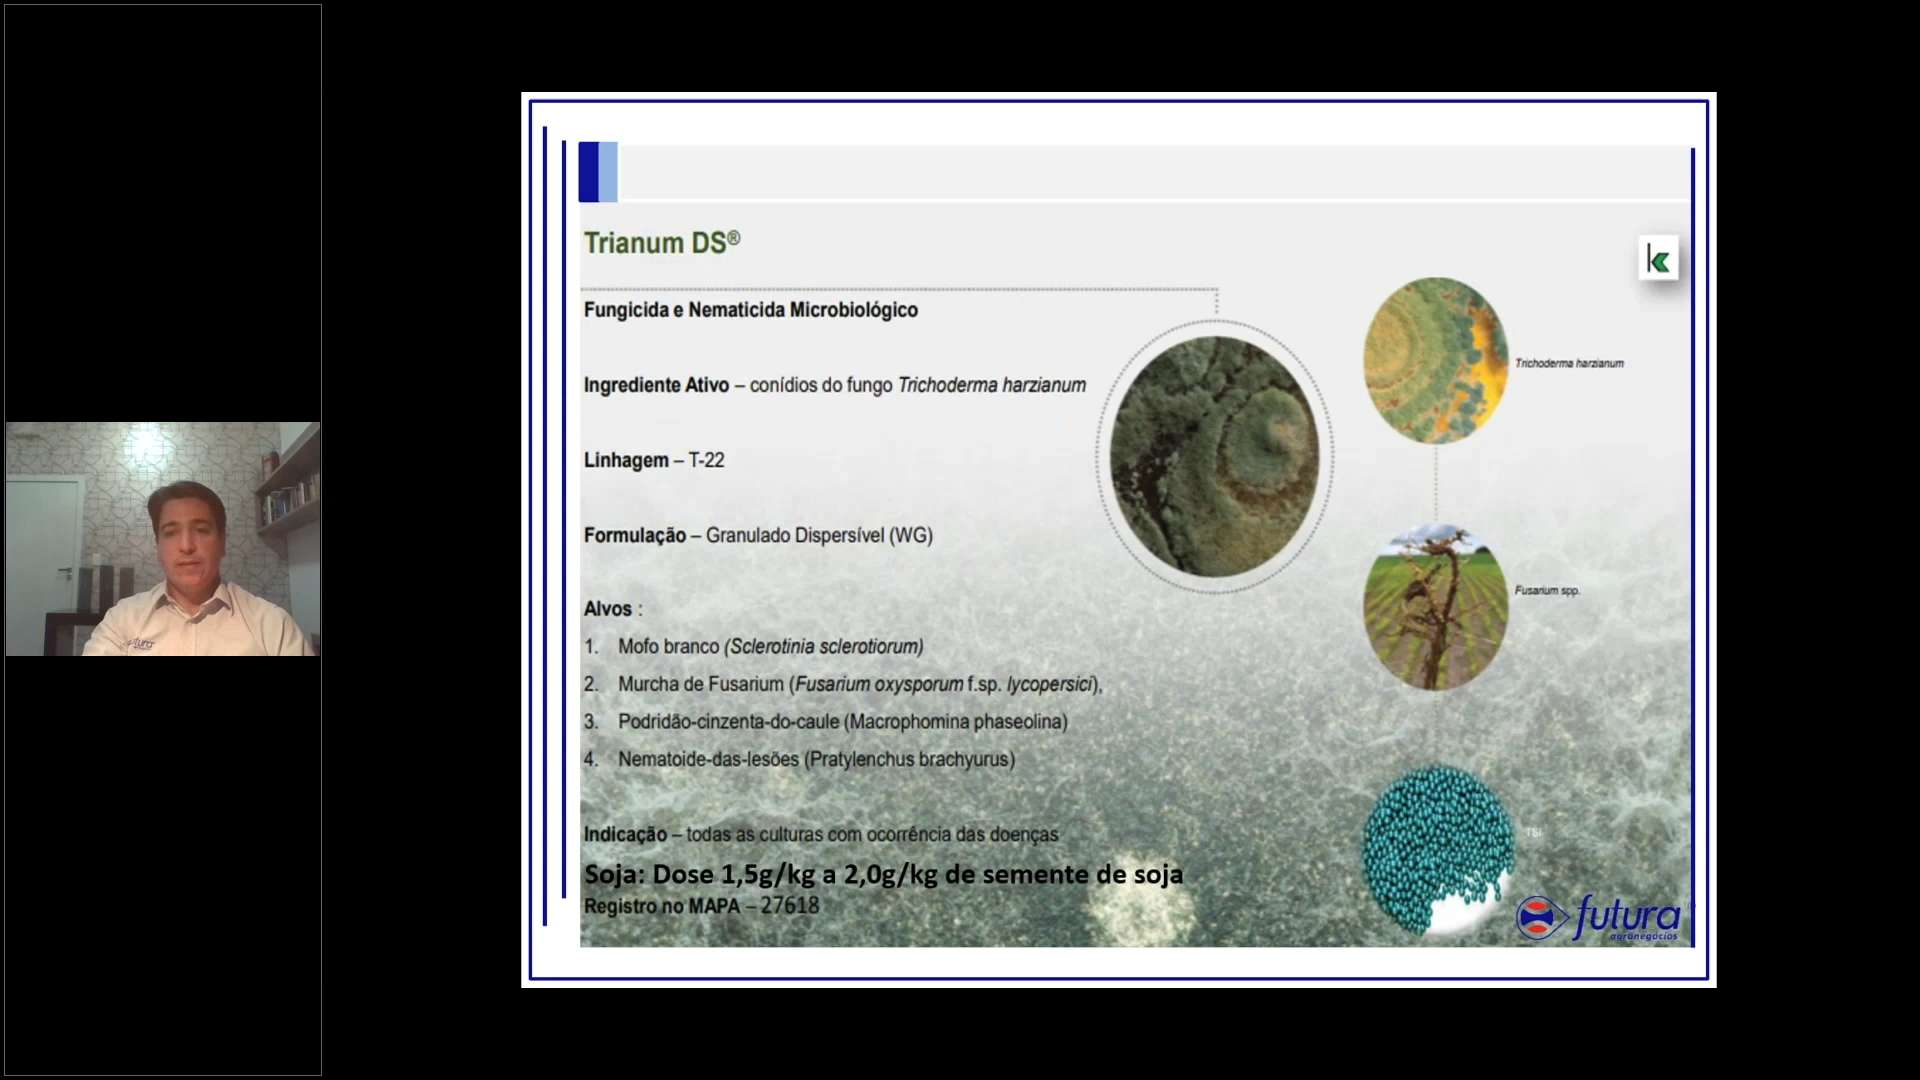 Trianum DS®
Fungicida e Nematicida Microbiológico
Ingrediente Ativo – conídios do fungo Trichoderma harzianum
Linhagem – T-22
Formulação – Granulado Dispersível (WG)
Alvos :
1. Mofo branco (Sclerotinia sclerotiorum)
2. Murcha de Fusarium (Fusarium oxysporum f.sp. lycopersici),
3. Podridão-cinzenta-do-caule (Macrophomina phaseolina)
4. Nematoide-das-lesões (Pratylenchus brachyurus)
Indicação – todas as culturas com ocorrência das doenças
Soja: Dose 1,5g/kg a 2,0g/kg de semente de soja
Registro no MAPA – 27618
k
Trichoderma harzianum
Fusarium spp.
TSI
futura
agronegócios